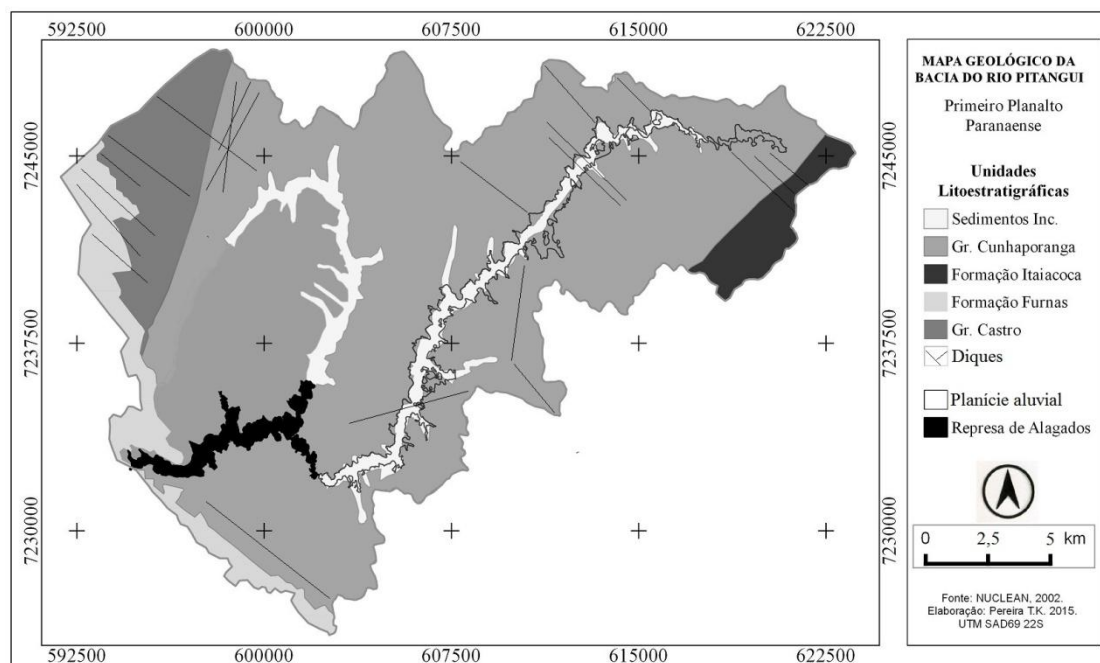 592500 600000 607500 615000 622500
7245000 7245000
7237500 7237500
7230000 7230000
592500 600000 607500 615000 622500
MAPA GEOLÓGICO DA
BACIA DO RIO PITANGUI
Primeiro Planalto
Paranaense
Unidades
Litoestratigráficas
Sedimentos Inc.
Gr. Cunhaporanga
Formação Itaiacoca
Formação Furnas
Gr. Castro
Diques
Planície aluvial
Represa de Alagados
0 2,5 5 km
Fonte: NUCLEAN, 2002.
Elaboração: Pereira T.K. 2015.
UTM SAD69 22S